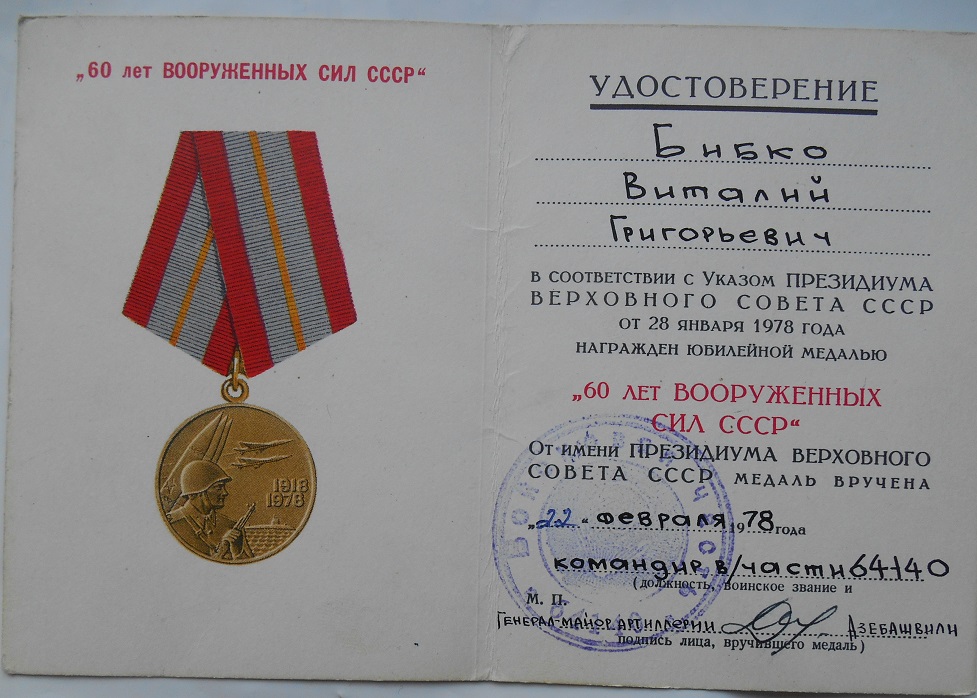 „60 лет ВООРУЖЕННЫХ СИЛ СССР“
1918
1978
УДОСТОВЕРЕНИЕ
Бибко
Виталий
Григорьевич
В СООТВЕТСТВИИ С УКАЗОМ ПРЕЗИДИУМА
ВЕРХОВНОГО СОВЕТА СССР
ОТ 28 ЯНВАРЯ 1978 ГОДА
НАГРАЖДЕН ЮБИЛЕЙНОЙ МЕДАЛЬЮ
„60 ЛЕТ ВООРУЖЕННЫХ
СИЛ СССР“
ОТ ИМЕНИ ПРЕЗИДИУМА ВЕРХОВНОГО
СОВЕТА СССР МЕДАЛЬ ВРУЧЕНА
„22“ февраля 1978 года
командир в/части 64140
(должность, воинское звание и
М. П.
Генерал-майор артиллерии Дзебашвили
подпись лица, вручившего медаль)